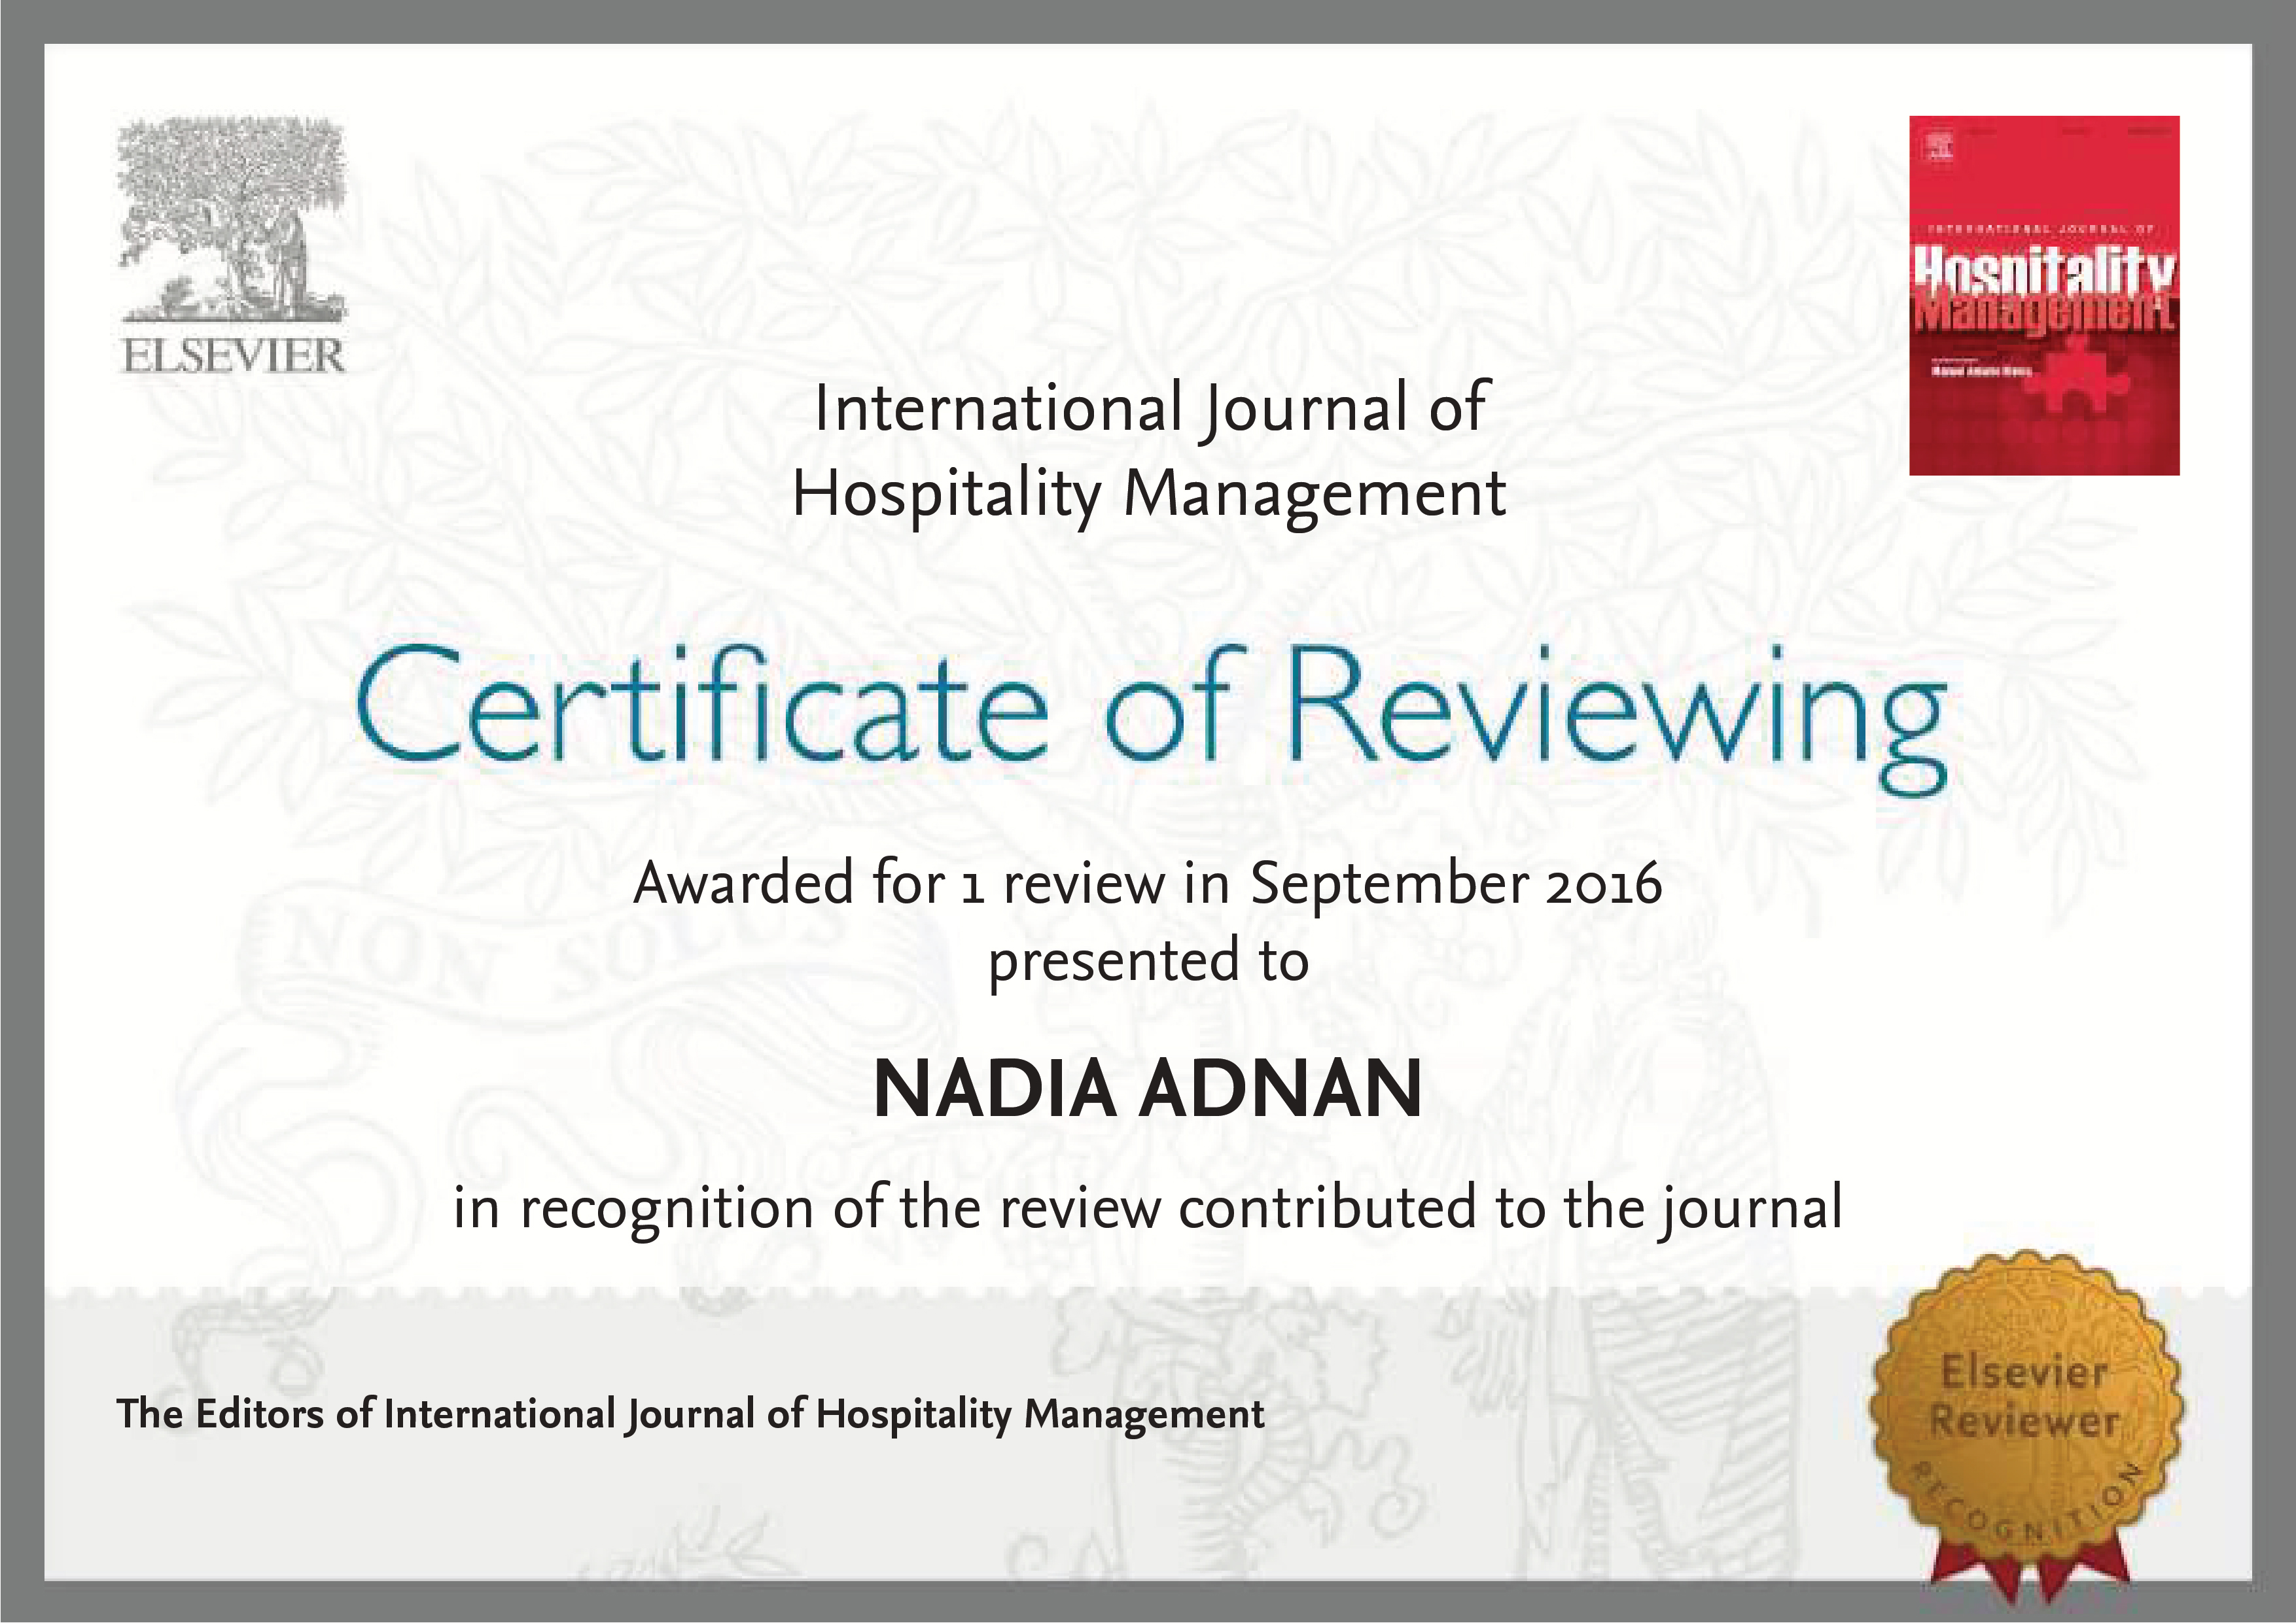 ELSEVIER
INTERNATIONAL JOURNAL OF
Hospitality
Management
International Journal of
Hospitality Management
Certificate of Reviewing
Awarded for 1 review in September 2016
presented to
NON SOLUS
NADIA ADNAN
in recognition of the review contributed to the journal
The Editors of International Journal of Hospitality Management
Elsevier
Reviewer
RECOGNITION